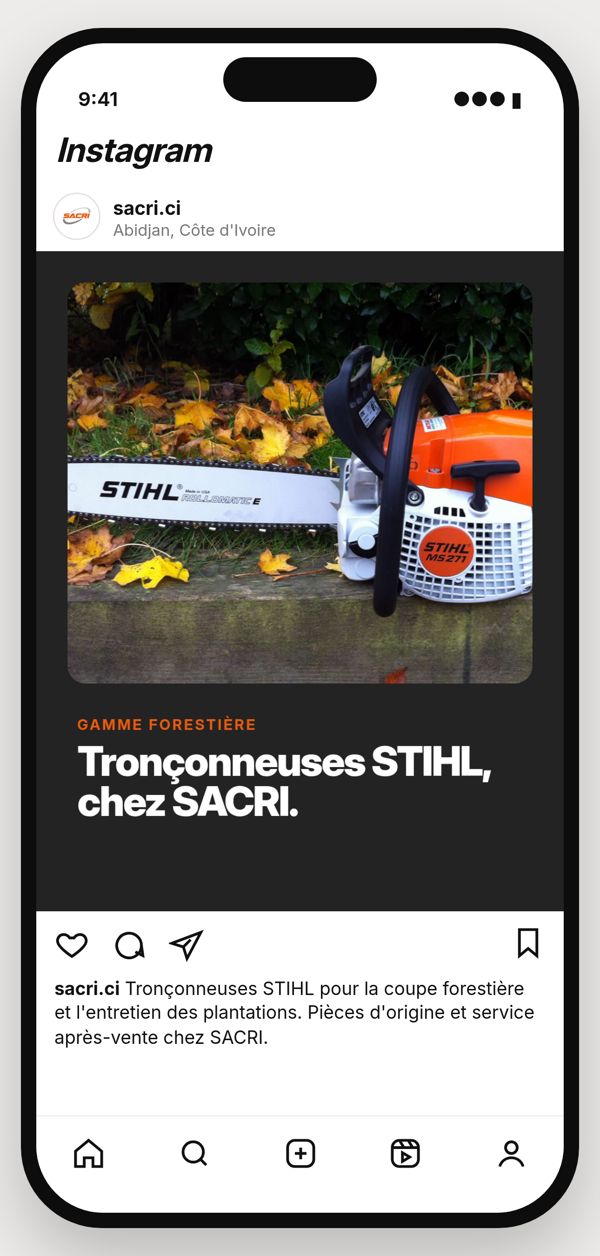 9:41
Instagram
SACRI
sacri.ci
Abidjan, Côte d'Ivoire
STIHL®
Made in USA
ROLLOMATIC E
STIHL
MS 271
GAMME FORESTIÈRE
Tronçonneuses STIHL,
chez SACRI.
sacri.ci Tronçonneuses STIHL pour la coupe forestière
et l'entretien des plantations. Pièces d'origine et service
après-vente chez SACRI.